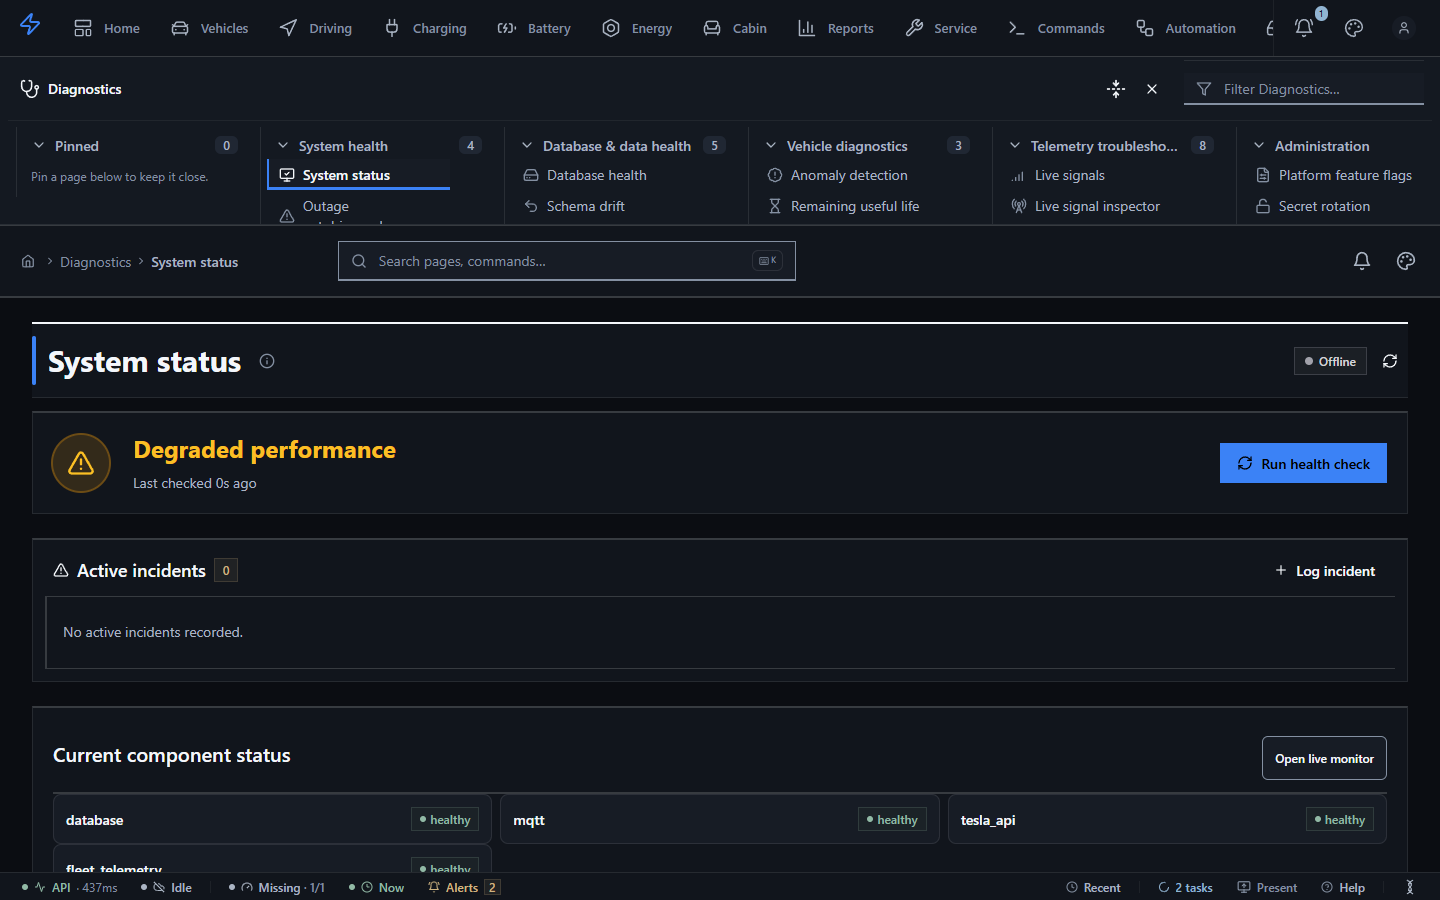 Home Vehicles Driving Charging Battery Energy Cabin Reports Service Commands Automation 1
Diagnostics
Filter Diagnostics...
Pinned 0
Pin a page below to keep it close.
System health 4
System status
Outage
Database & data health 5
Database health
Schema drift
Vehicle diagnostics 3
Anomaly detection
Remaining useful life
Telemetry troublesho... 8
Live signals
Live signal inspector
Administration
Platform feature flags
Secret rotation
Diagnostics System status
Search pages, commands... K
System status
Offline
Degraded performance
Last checked 0s ago
Run health check
Active incidents 0
Log incident
No active incidents recorded.
Current component status
Open live monitor
database healthy
mqtt healthy
tesla_api healthy
fleet_telemetry healthy
API · 437ms Idle Missing · 1/1 Now Alerts 2 Recent 2 tasks Present Help